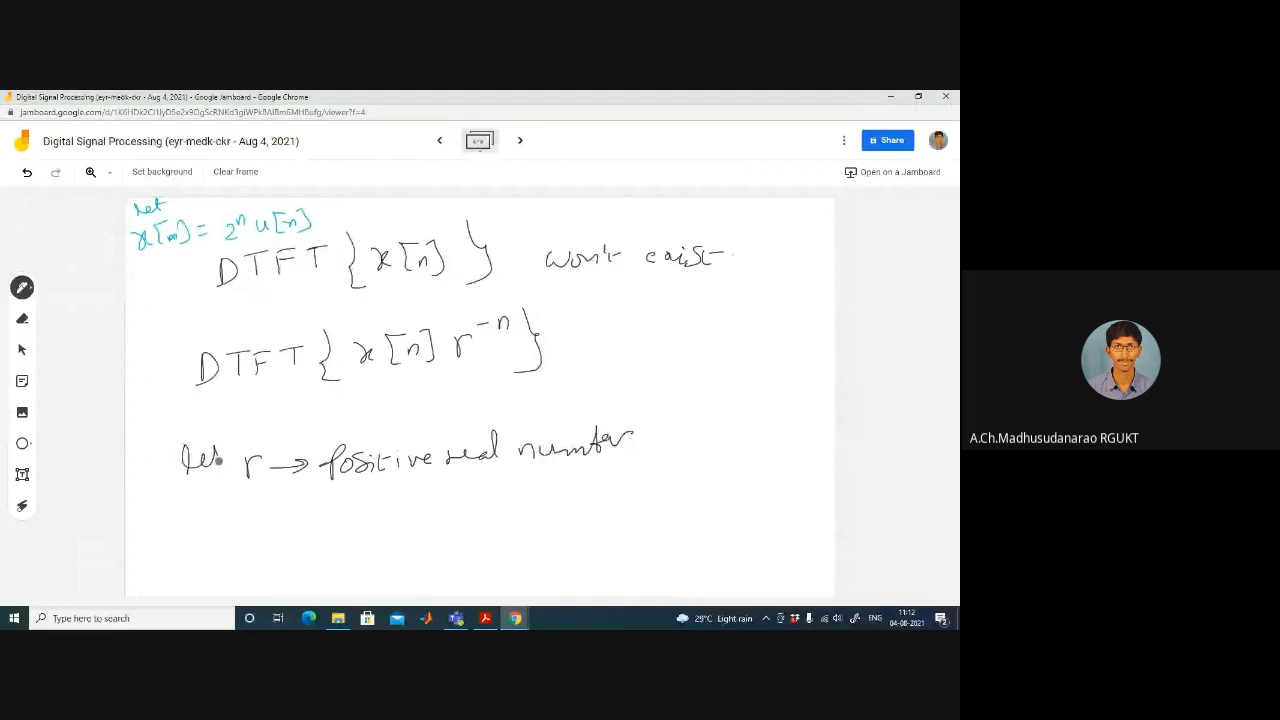 Digital Signal Processing (eyr-medk-ckr - Aug 4, 2021) - Google Jamboard - Google Chrome
Digital Signal Processing (eyr-medk-ckr - Aug 4, 2021)
Share
Set background
Clear frame
Open on a Jamboard
let
x[n] = 2^n u[n]
DTFT {x[n]} won't exist.
DTFT {x[n] r^-n}
let r → positive real number
A.Ch.Madhusudanarao RGUKT
Type here to search
29°C Light rain
ENG
11:12
04-08-2021